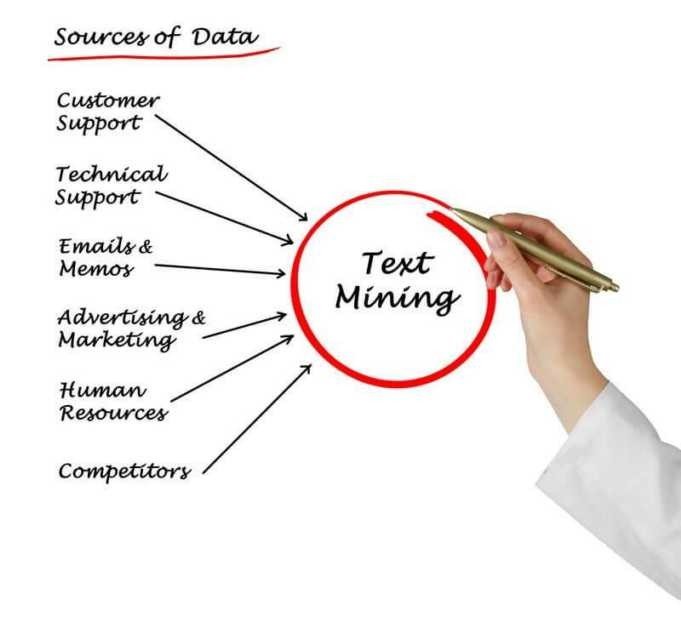 Sources of Data
Customer
Support
Technical
Support
Emails &
Memos
Advertising &
Marketing
Human
Resources
Competitors
Text
Mining